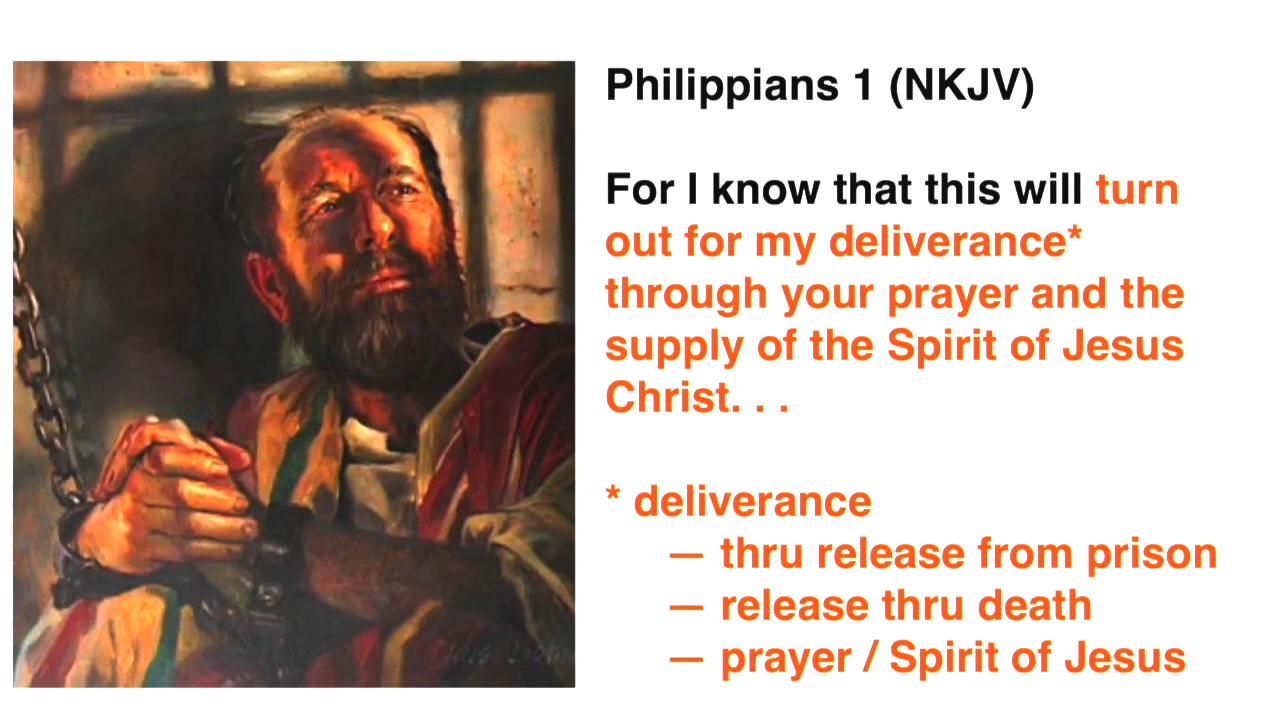 Philippians 1 (NKJV)
For I know that this will turn
out for my deliverance*
through your prayer and the
supply of the Spirit of Jesus
Christ. . .
* deliverance
— thru release from prison
— release thru death
— prayer / Spirit of Jesus